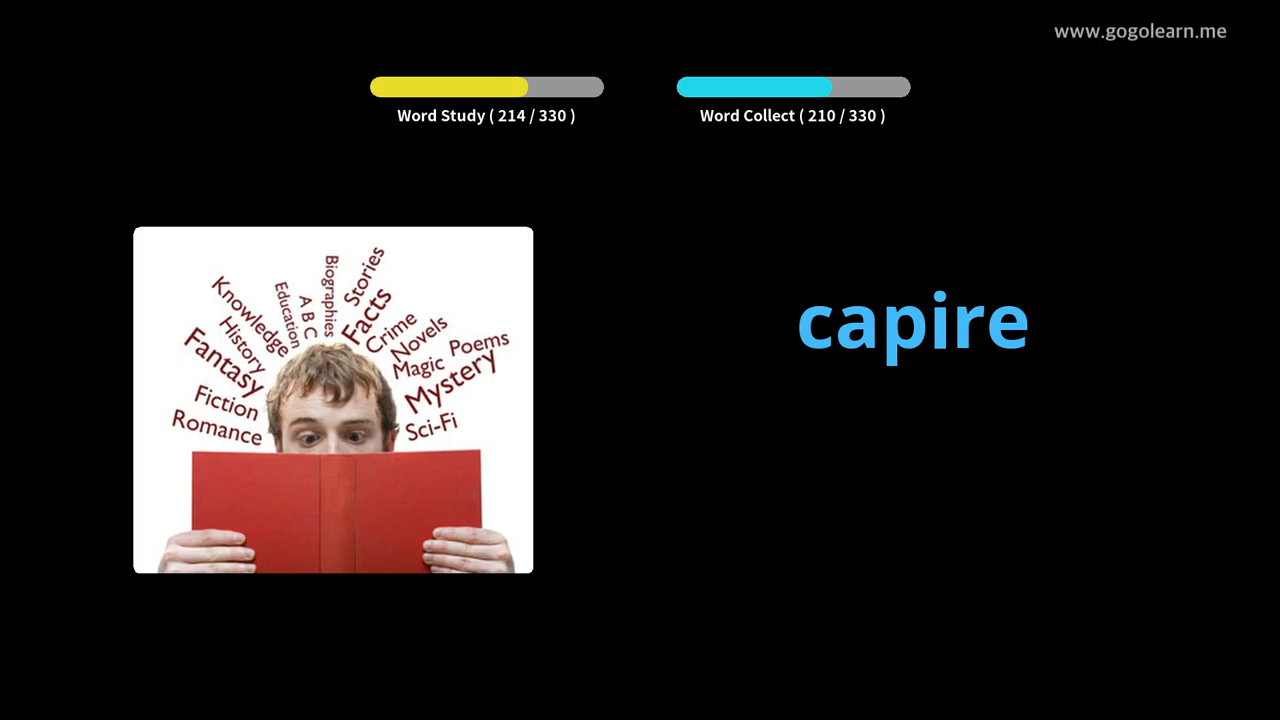 www.gogolearn.me
Word Study ( 214 / 330 )
Word Collect ( 210 / 330 )
capire
Knowledge
Education
A B C
Biographies
Stories
Facts
Crime
Novels
Poems
Magic
Mystery
Sci-Fi
History
Fantasy
Fiction
Romance